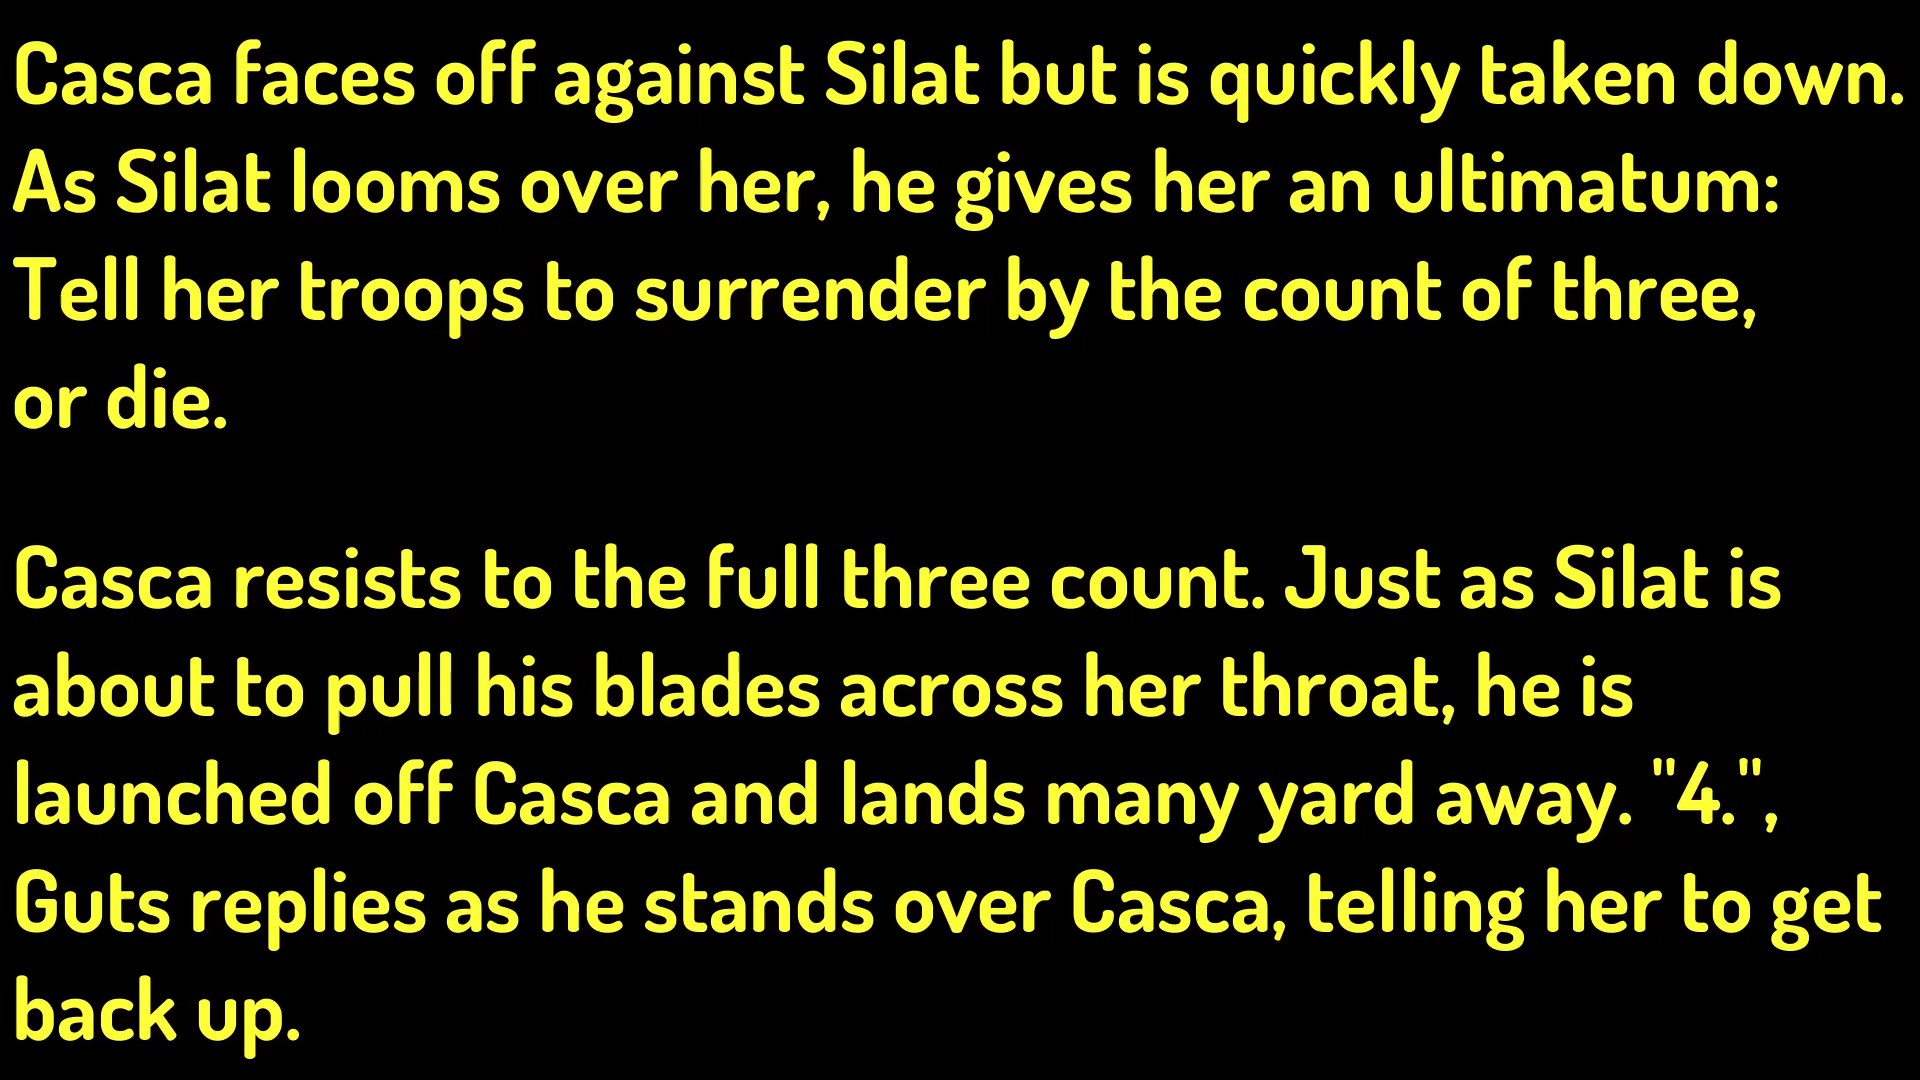 Casca faces off against Silat but is quickly taken down.
As Silat looms over her, he gives her an ultimatum:
Tell her troops to surrender by the count of three,
or die.
Casca resists to the full three count. Just as Silat is
about to pull his blades across her throat, he is
launched off Casca and lands many yard away. "4.",
Guts replies as he stands over Casca, telling her to get
back up.